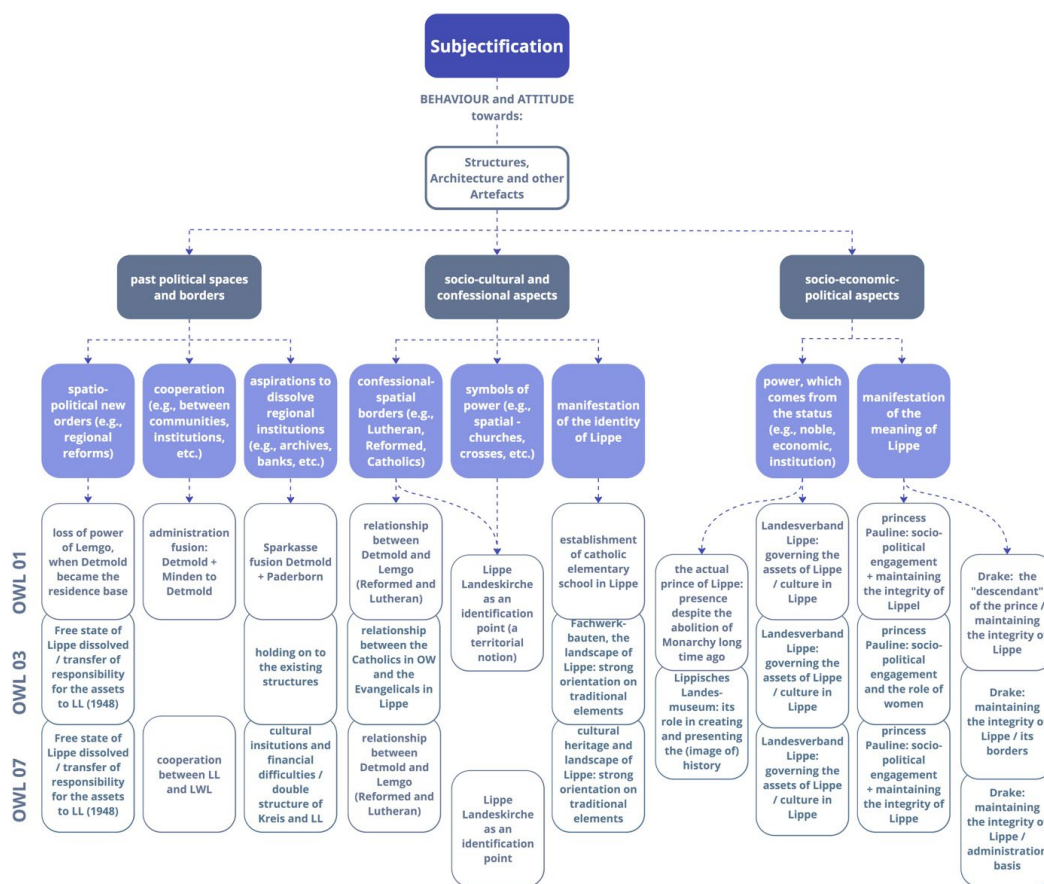 Subjectification
BEHAVIOUR and ATTITUDE
towards:
Structures,
Architecture and other
Artefacts
past political spaces
and borders
socio-cultural and
confessional aspects
socio-economic-
political aspects
spatio-
political new
orders (e.g.,
regional
reforms)
cooperation
(e.g., between
communities,
institutions,
etc.)
aspirations to
dissolve
regional
institutions
(e.g., archives,
banks, etc.)
confessional-
spatial
borders (e.g.,
Lutheran,
Reformed,
Catholics)
symbols of
power (e.g.,
spatial -
churches,
crosses, etc.)
manifestation
of the identity
of Lippe
power, which
comes from
the status
(e.g., noble,
economic,
institution)
manifestation
of the
meaning of
Lippe
OWL 01
loss of power
of Lemgo,
when Detmold
became the
residence base
administration
fusion:
Detmold +
Minden to
Detmold
Sparkasse
fusion Detmold
+ Paderborn
relationship
between
Detmold and
Lemgo
(Reformed and
Lutheran)
Lippe
Landeskirche
as an
identification
point (a
territorial
notion)
establishment
of catholic
elementary
school in Lippe
the actual
prince of Lippe:
presence
despite the
abolition of
Monarchy long
time ago
Landesverband
Lippe:
governing the
assets of Lippe
/ culture in
Lippe
princess
Pauline: socio-
political
engagement
+ maintaining
the integrity of
Lippel
Drake: the
"descendant"
of the prince /
maintaining
the integrity of
Lippe
OWL 03
Free state of
Lippe dissolved
/ transfer of
responsibility
for the assets
to LL (1948)
holding on to
the existing
structures
relationship
between the
Catholics in OW
and the
Evangelicals in
Lippe
Fachwerk-
bauten, the
landscape of
Lippe: strong
orientation on
traditional
elements
Lippisches
Landes-
museum: its
role in creating
and presenting
the (image of)
history
Landesverband
Lippe:
governing the
assets of Lippe
/ culture in
Lippe
princess
Pauline: socio-
political
engagement
and the role of
women
Drake:
maintaining
the integrity of
Lippe / its
borders
OWL 07
Free state of
Lippe dissolved
/ transfer of
responsibility
for the assets
to LL (1948)
cooperation
between LL
and LWL
cultural
insitutions and
financial
difficulties /
double
structure of
Kreis and LL
relationship
between
Detmold and
Lemgo
(Reformed and
Lutheran)
Lippe
Landeskirche
as an
identification
point
cultural
heritage and
landscape of
Lippe: strong
orientation on
traditional
elements
Landesverband
Lippe:
governing the
assets of Lippe
/ culture in
Lippe
princess
Pauline: socio-
political
engagement
+ maintaining
the integrity of
Lippe
Drake:
maintaining
the integrity of
Lippe /
administration
basis